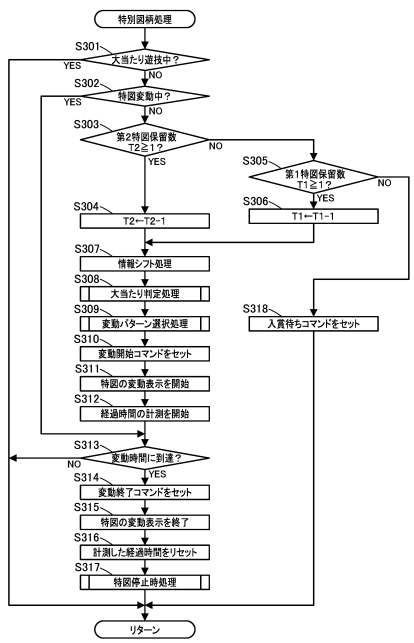 特別図柄処理
S301
大当たり遊技中？
YES
NO
S302
特図変動中？
YES
NO
S303
第2特図保留数
T2≧1？
NO
YES
S305
第1特図保留数
T1≧1？
NO
YES
S304
T2←T2-1
S306
T1←T1-1
S307
情報シフト処理
S308
大当たり判定処理
S309
変動パターン選択処理
S318
入賞待ちコマンドをセット
S310
変動開始コマンドをセット
S311
特図の変動表示を開始
S312
経過時間の計測を開始
S313
変動時間に到達？
NO
YES
S314
変動終了コマンドをセット
S315
特図の変動表示を終了
S316
計測した経過時間をリセット
S317
特図停止時処理
リターン